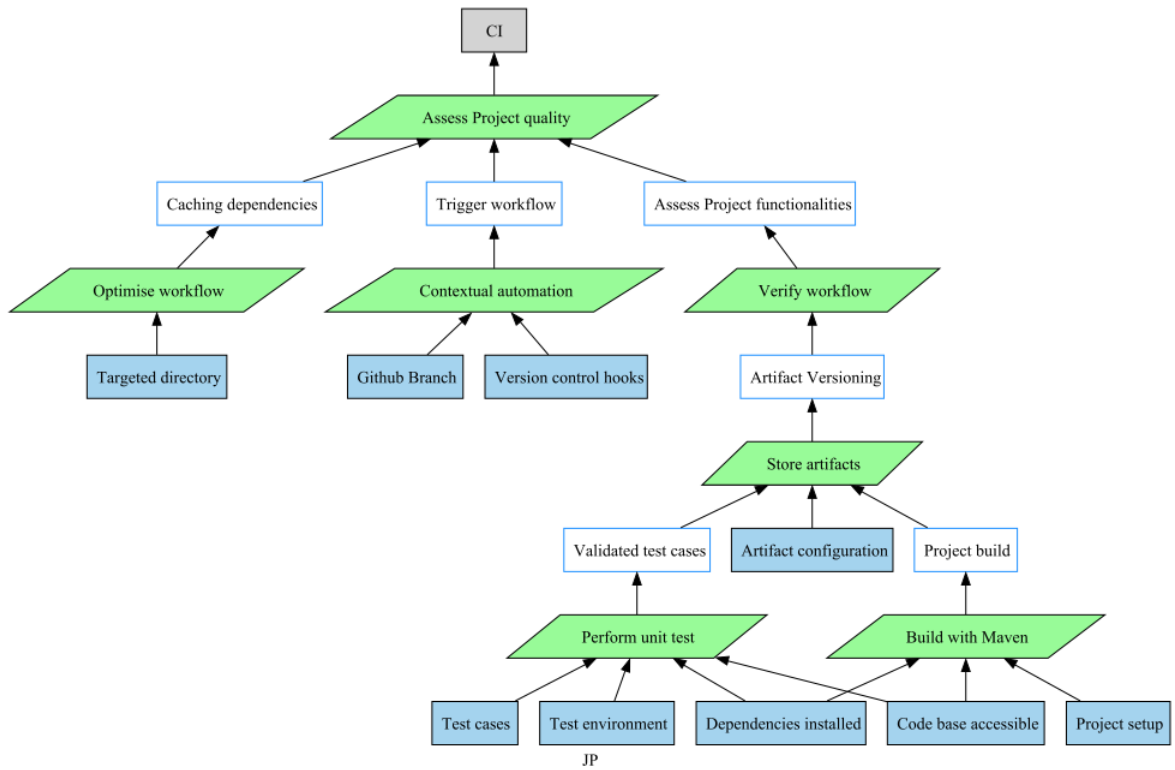 CI
Assess Project quality
Caching dependencies
Trigger workflow
Assess Project functionalities
Optimise workflow
Contextual automation
Verify workflow
Targeted directory
Github Branch
Version control hooks
Artifact Versioning
Store artifacts
Validated test cases
Artifact configuration
Project build
Perform unit test
Build with Maven
Test cases
Test environment
Dependencies installed
Code base accessible
Project setup
JP